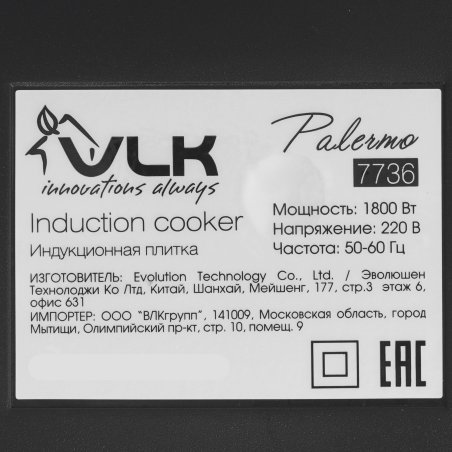 VLK
innovations always
Palermo
7736
Induction cooker
Индукционная плитка
Мощность: 1800 Вт
Напряжение: 220 В
Частота: 50-60 Гц
ИЗГОТОВИТЕЛЬ: Evolution Technology Co., Ltd. / Эволюшен
Технолоджи Ко Лтд, Китай, Шанхай, Мейшенг, 177, стр.3 этаж 6,
офис 631
ИМПОРТЕР: ООО "ВЛКгрупп", 141009, Московская область, город
Мытищи, Олимпийский пр-кт, стр. 10, помещ. 9
EAC